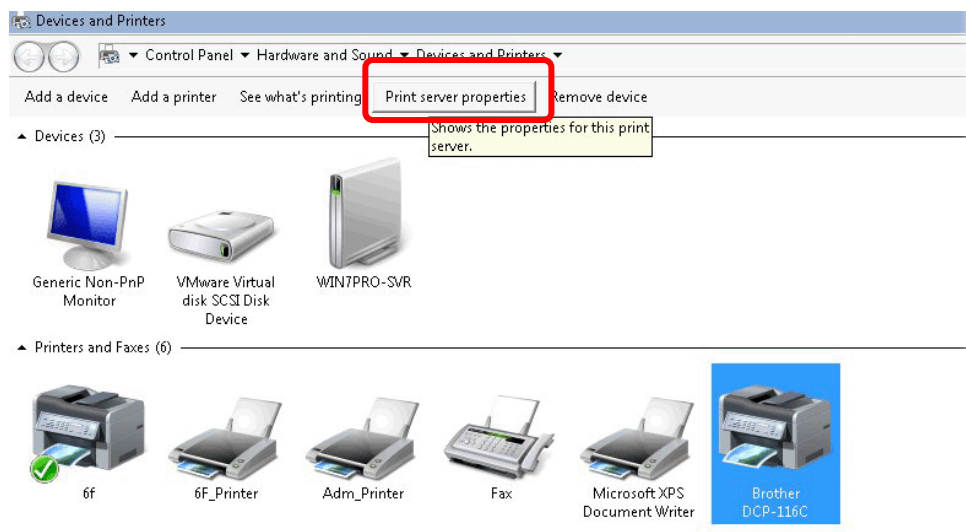 Devices and Printers
Control Panel Hardware and Sound Devices and Printers
Add a device Add a printer See what's printing Print server properties Remove device
Shows the properties for this print
server.
Devices (3)
Generic Non-PnP
Monitor
VMware Virtual
disk SCSI Disk
Device
WIN7PRO-SVR
Printers and Faxes (6)
6f
6F_Printer
Adm_Printer
Fax
Microsoft XPS
Document Writer
Brother
DCP-116C